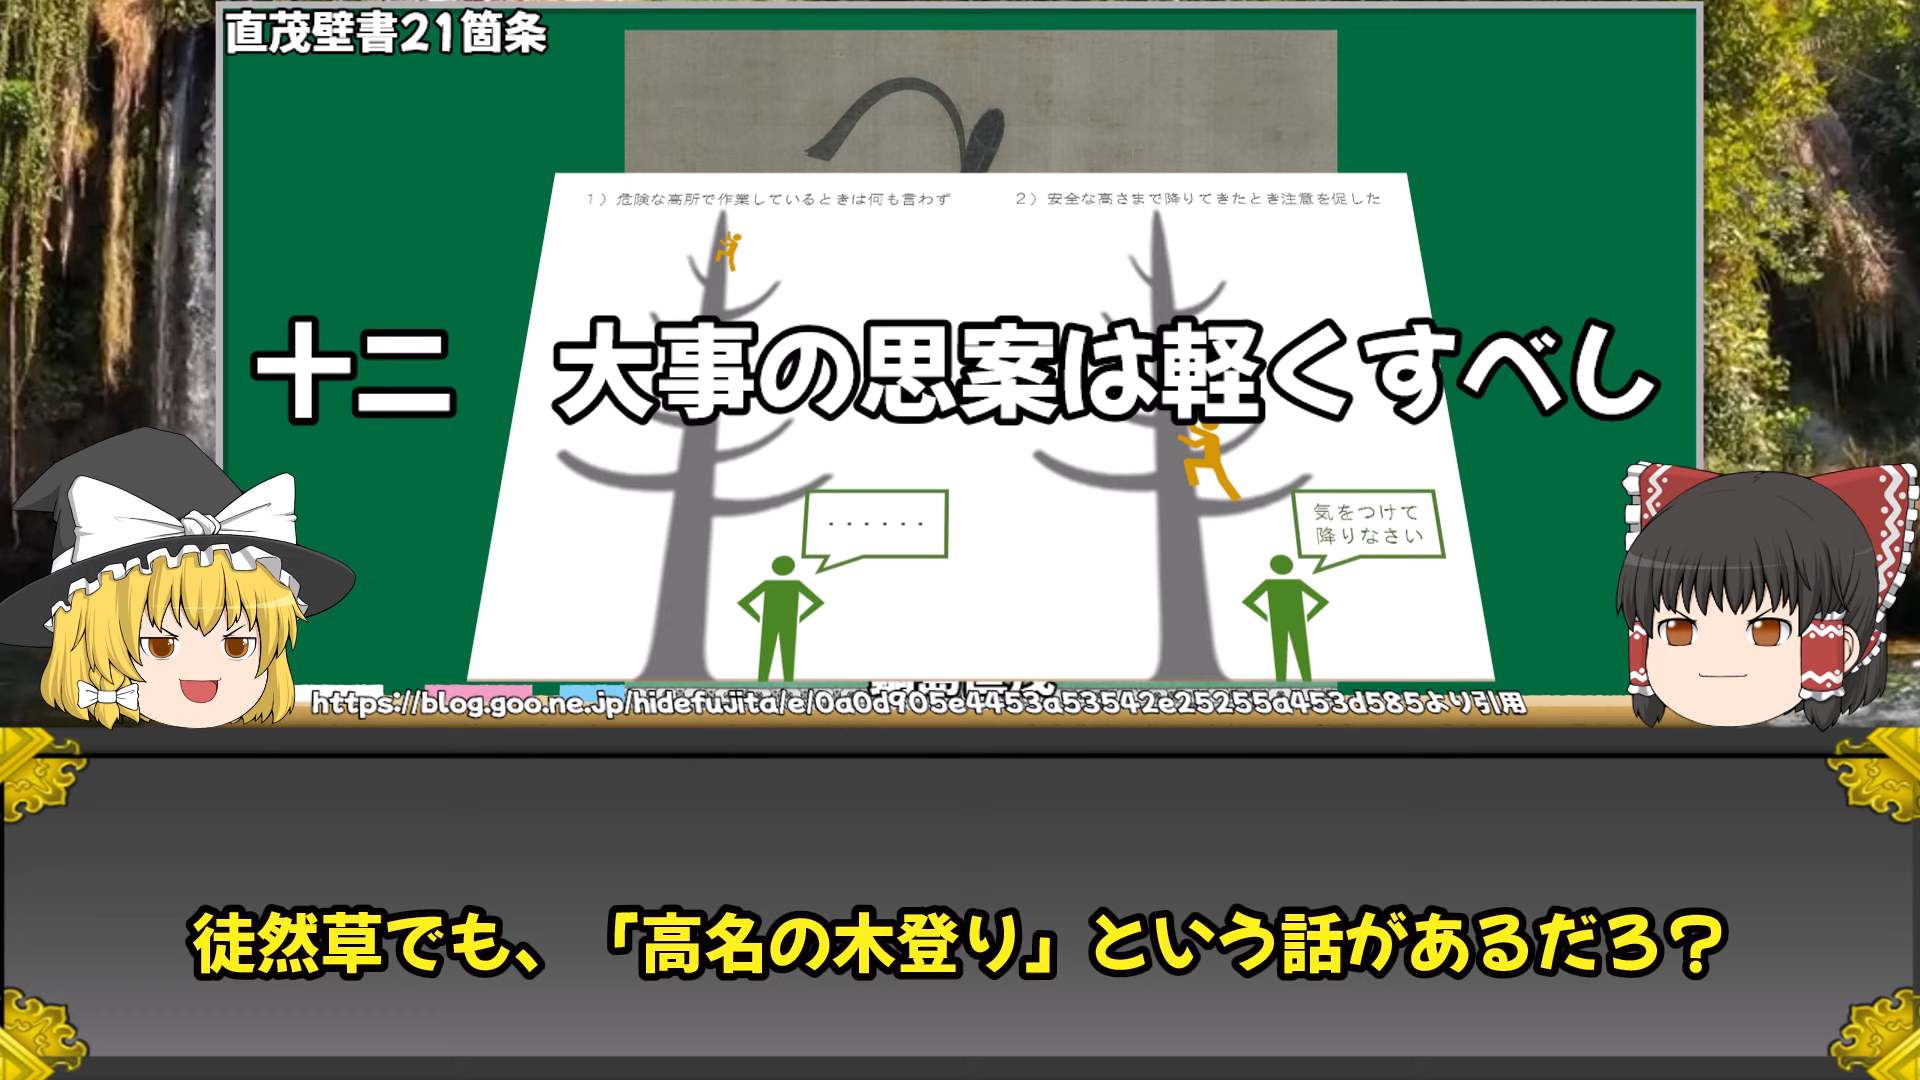 直茂壁書21箇条
1）危険な高所で作業しているときは何も言わず
2）安全な高さまで降りてきたとき注意を促した
十二　大事の思案は軽くすべし
・・・・・・
気をつけて
降りなさい
https://blog.goo.ne.jp/hidefujita/e/0a0d905e4453a53542e25255a453d585より引用
徒然草でも、「高名の木登り」という話があるだろ？